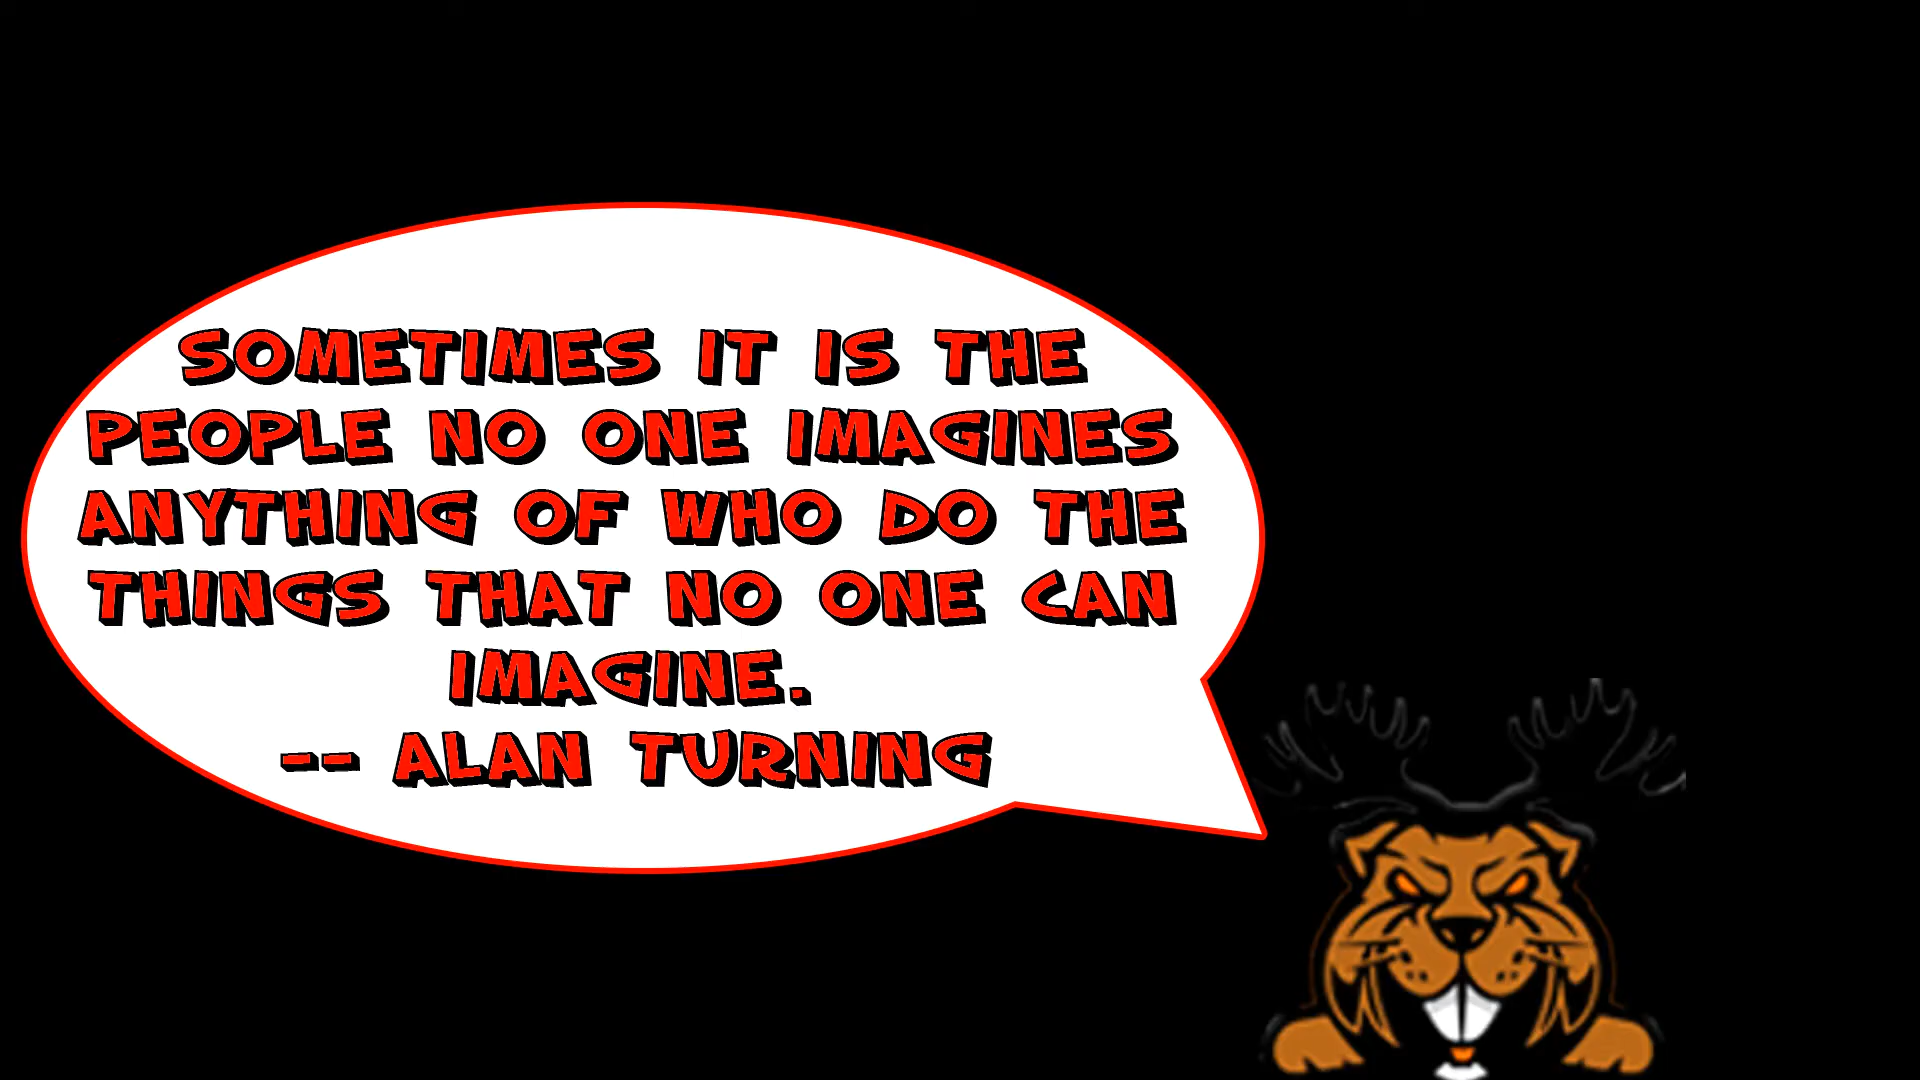 SOMETIMES IT IS THE
PEOPLE NO ONE IMAGINES
ANYTHING OF WHO DO THE
THINGS THAT NO ONE CAN
IMAGINE.
-- ALAN TURNING